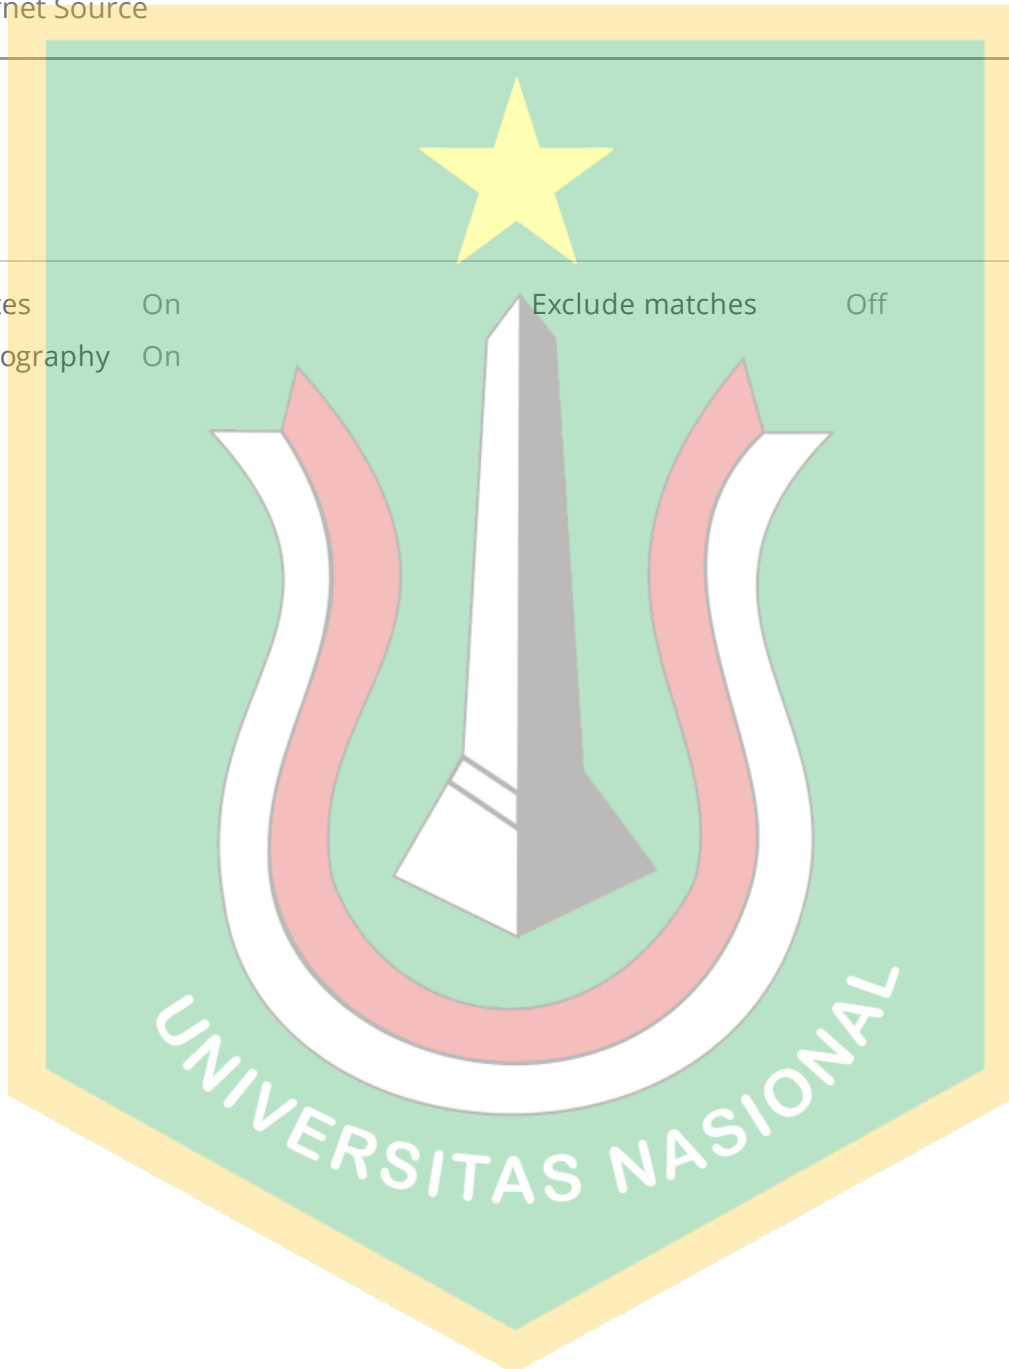 rnet Source
es On Exclude matches Off
ography On
UNIVERSITAS NASIONAL